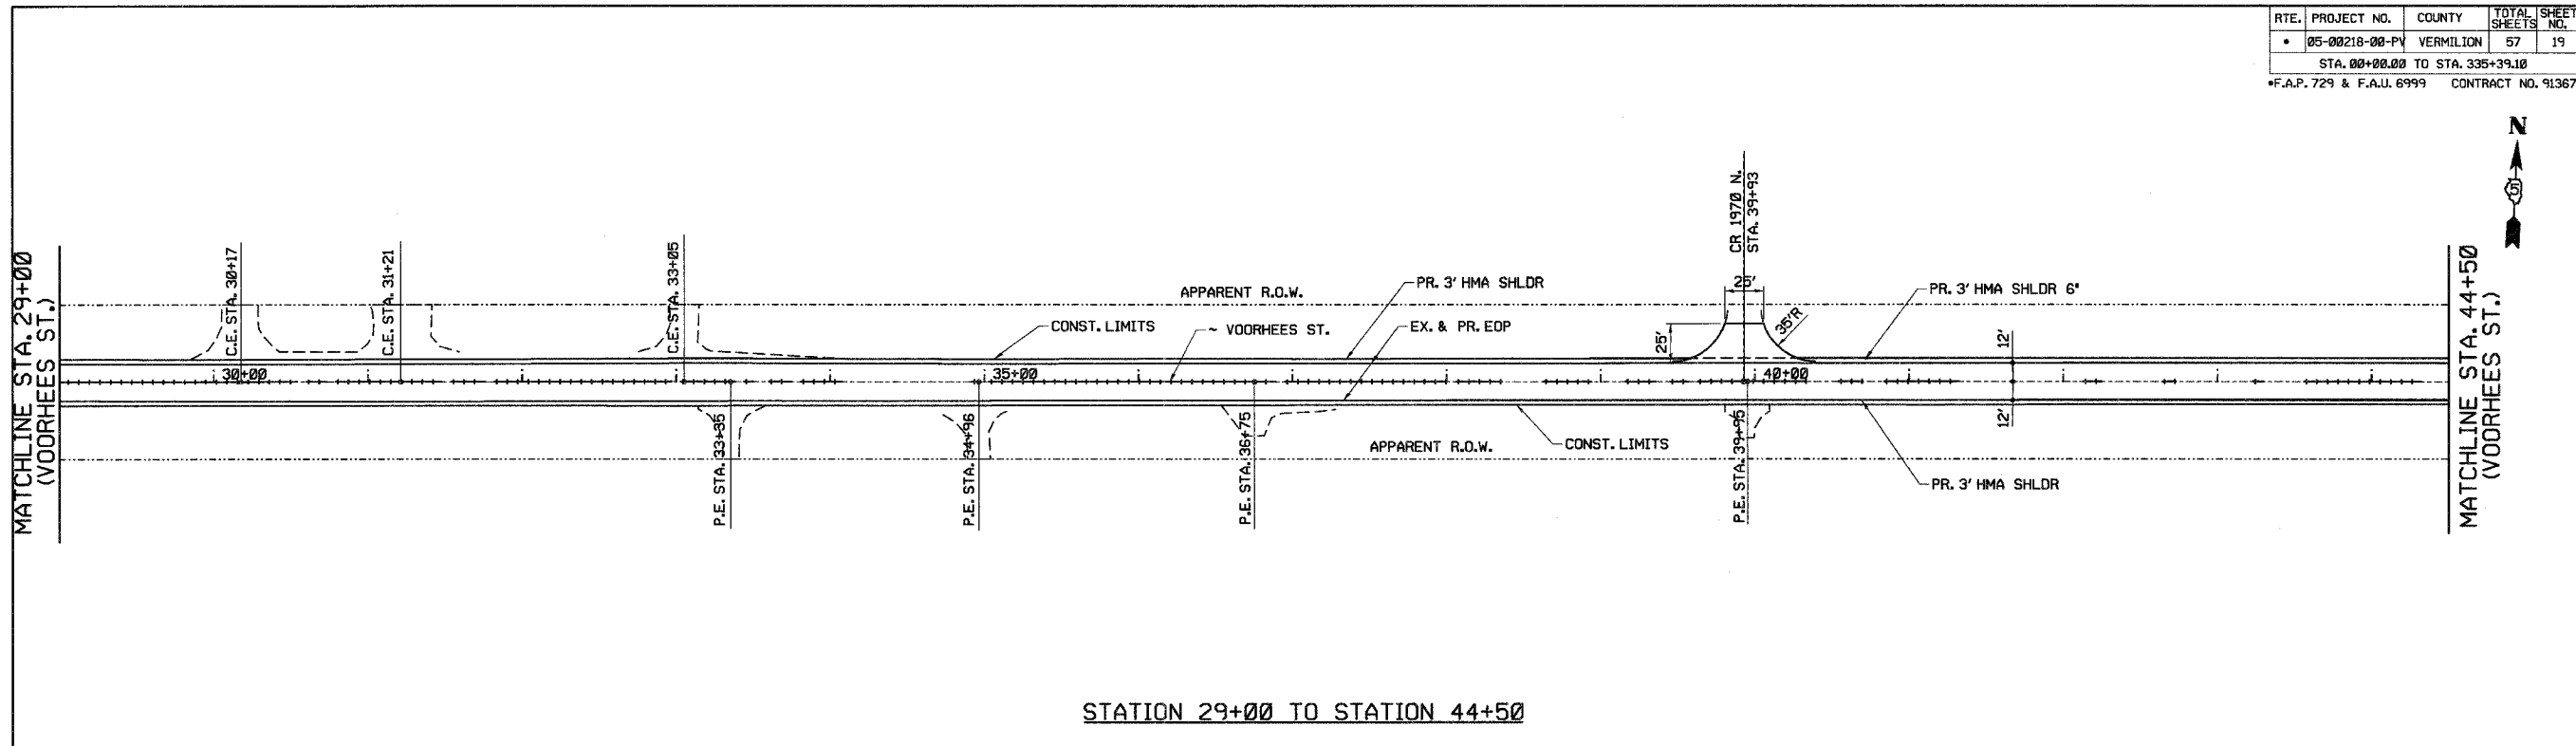 RTE. PROJECT NO. COUNTY TOTAL SHEETS SHEET NO.
• 05-00218-00-PV VERMILION 57 19
STA. 00+00.00 TO STA. 335+39.10
•F.A.P. 729 & F.A.U. 6999 CONTRACT NO. 91367
N
5
MATCHLINE STA. 29+00
(VOORHEES ST.)
C.E. STA. 30+17
C.E. STA. 31+21
C.E. STA. 33+05
APPARENT R.O.W.
PR. 3' HMA SHLDR
CONST. LIMITS
~ VOORHEES ST.
EX. & PR. EOP
CR 1970 N.
STA. 39+93
25'
25'
35'R
PR. 3' HMA SHLDR 6"
12'
12'
30+00
35+00
40+00
P.E. STA. 33+35
P.E. STA. 34+96
P.E. STA. 36+75
P.E. STA. 39+95
APPARENT R.O.W.
CONST. LIMITS
PR. 3' HMA SHLDR
MATCHLINE STA. 44+50
(VOORHEES ST.)
STATION 29+00 TO STATION 44+50